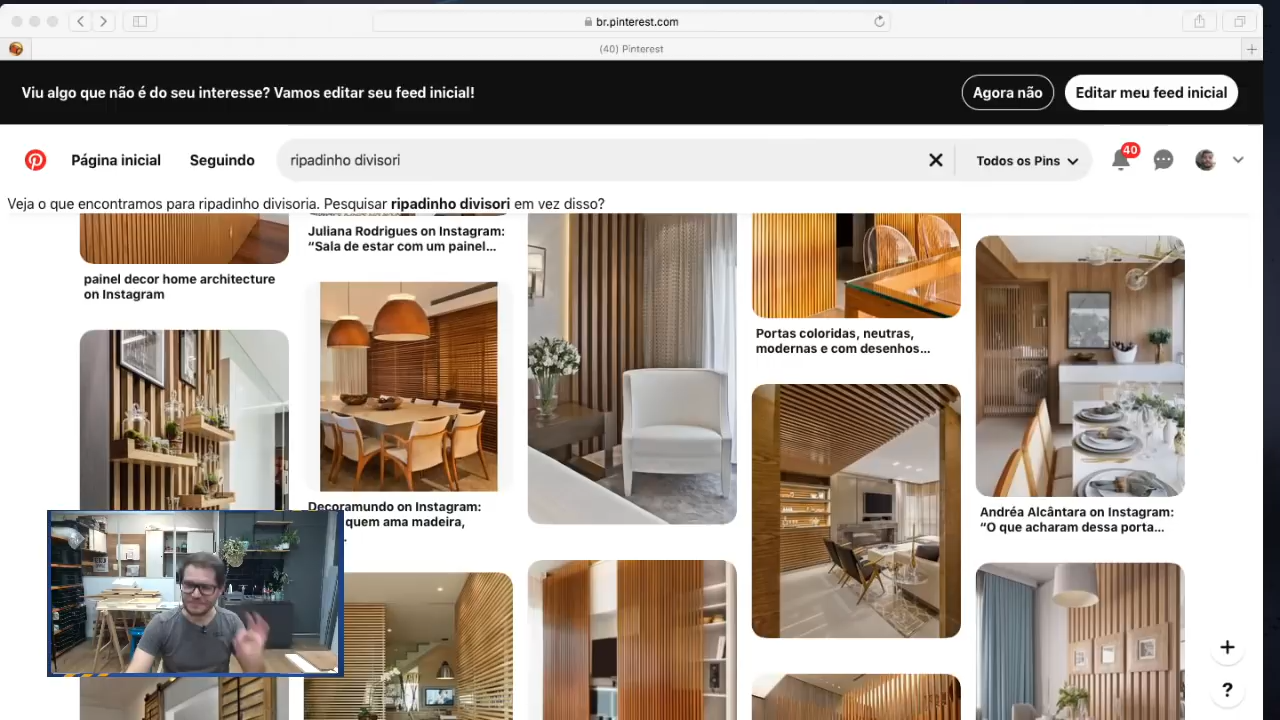 br.pinterest.com
(40) Pinterest
Viu algo que não é do seu interesse? Vamos editar seu feed inicial!
Agora não
Editar meu feed inicial
Página inicial
Seguindo
ripadinho divisori
Todos os Pins
40
Veja o que encontramos para ripadinho divisoria. Pesquisar ripadinho divisori em vez disso?
painel decor home architecture
on Instagram
Juliana Rodrigues on Instagram:
“Sala de estar com um painel...
Decoramundo on Instagram:
quem ama madeira,
Portas coloridas, neutras,
modernas e com desenhos...
Andréa Alcântara on Instagram:
“O que acharam dessa porta...